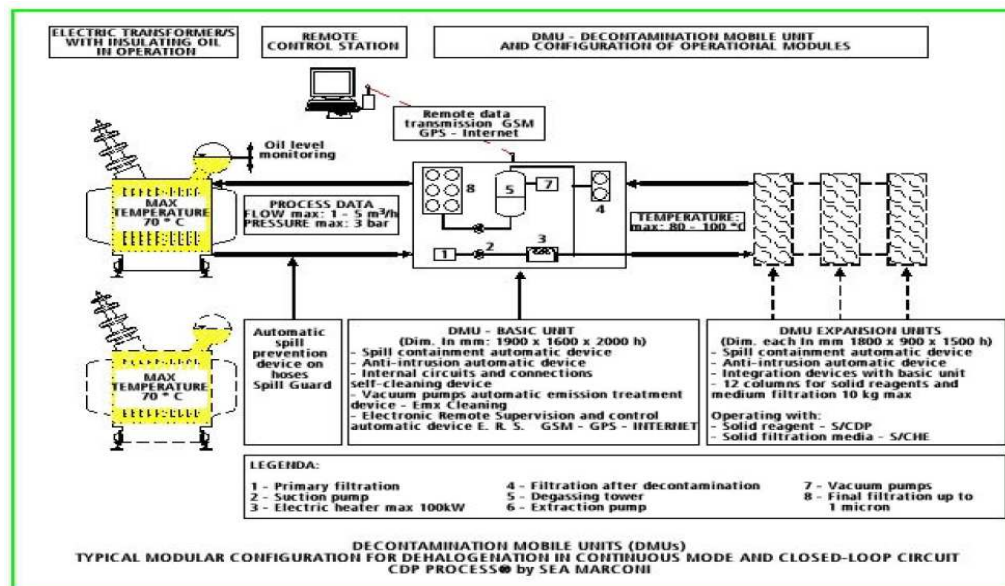 ELECTRIC TRANSFORMER/S
WITH INSULATING OIL
IN OPERATION
REMOTE
CONTROL STATION
DMU - DECONTAMINATION MOBILE UNIT
AND CONFIGURATION OF OPERATIONAL MODULES
Remote data
transmission GSM
GPS - Internet
Oil level
monitoring
MAX
TEMPERATURE
70 ° C
PROCESS DATA
FLOW max: 1 - 5 m³/h
PRESSURE max: 3 bar
8
5
7
4
1
2
3
TEMPERATURE:
max: 80 - 100 °C
MAX
TEMPERATURE
70 ° C
Automatic
spill
prevention
device on
hoses
Spill Guard
DMU - BASIC UNIT
(Dim. In mm: 1900 x 1600 x 2000 h)
- Spill containment automatic device
- Anti-intrusion automatic device
- Internal circuits and connections
self-cleaning device
- Vacuum pumps automatic emission treatment
device - Emx Cleaning
- Electronic Remote Supervision and control
automatic device E. R. S. GSM - GPS - INTERNET
DMU EXPANSION UNITS
(Dim. each In mm 1800 x 900 x 1500 h)
- Spill containment automatic device
- Anti-intrusion automatic device
- Integration devices with basic unit
- 12 columns for solid reagents and
medium filtration 10 kg max
Operating with:
- Solid reagent - S/CDP
- Solid filtration media - S/CHE
LEGENDA:
1 - Primary filtration
2 - Suction pump
3 - Electric heater max 100kW
4 - Filtration after decontamination
5 - Degassing tower
6 - Extraction pump
7 - Vacuum pumps
8 - Final filtration up to
1 micron
DECONTAMINATION MOBILE UNITS (DMUs)
TYPICAL MODULAR CONFIGURATION FOR DEHALOGENATION IN CONTINUOUS MODE AND CLOSED-LOOP CIRCUIT
CDP PROCESS® by SEA MARCONI